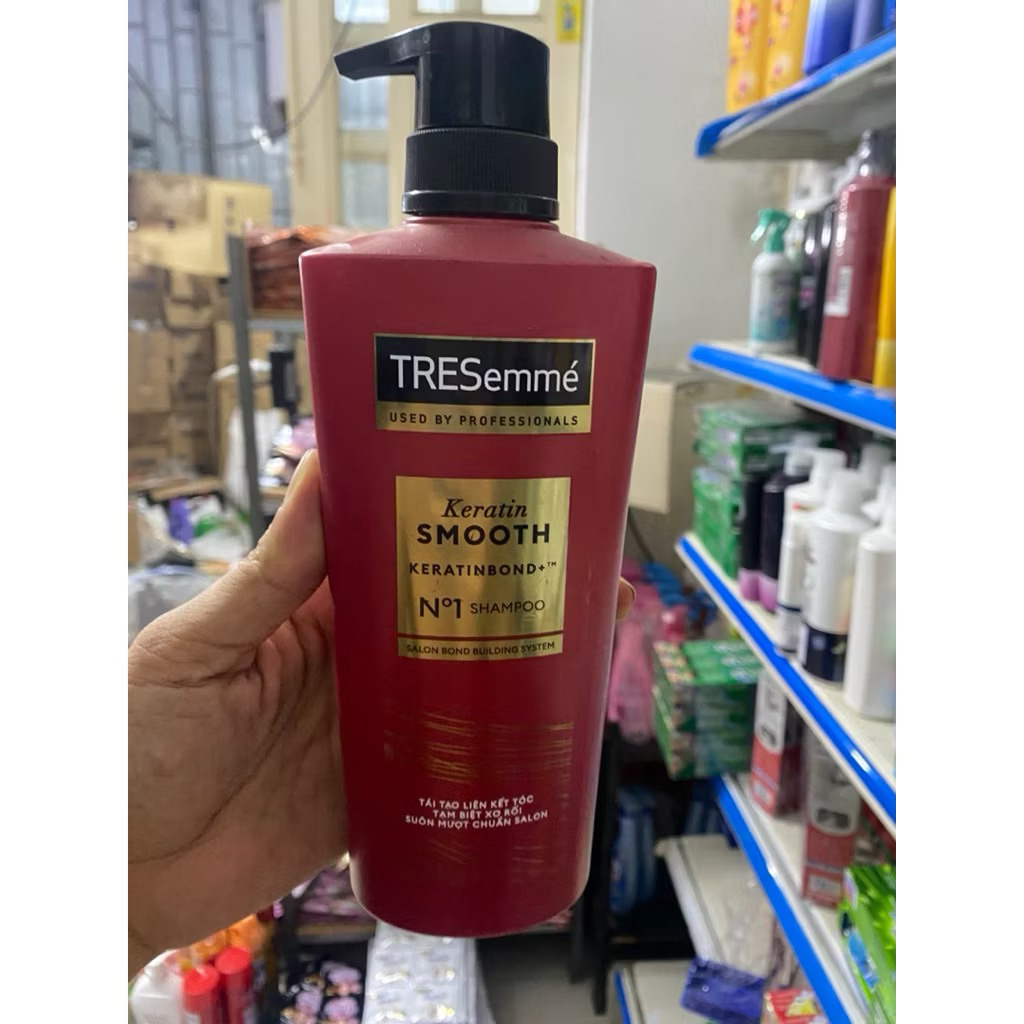 TRESemmé
USED BY PROFESSIONALS
Keratin
SMOOTH
KERATINBOND+™
Nº1 SHAMPOO
SALON BOND BUILDING SYSTEM
TÁI TẠO LIÊN KẾT TÓC
TẠM BIỆT XƠ RỐI
SUÔN MƯỢT CHUẨN SALON